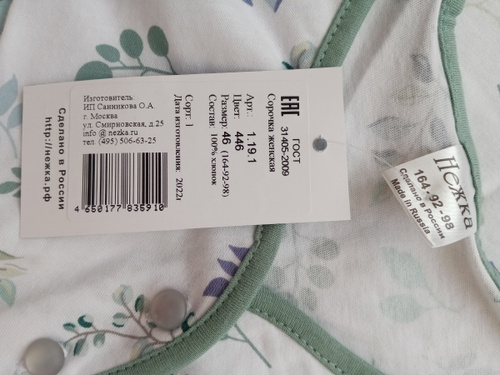 Сделано в России
http://нежка.рф
Изготовитель:
ИП Санникова О.А.
г. Москва
ул. Смирновская, д.25
info @ nezka.ru
тел. (495) 506-63-25
4 650177 835910
ЕАС
ГОСТ
31405-2009
Сорочка женская
Арт.: 1.19.1
Цвет: 446
Размер: 46 (164-92-98)
Состав: 100% хлопок
Сорт: 1
Дата изготовления: 2022г
Нежка
164-92-98
Сделано в России
Made in Russia